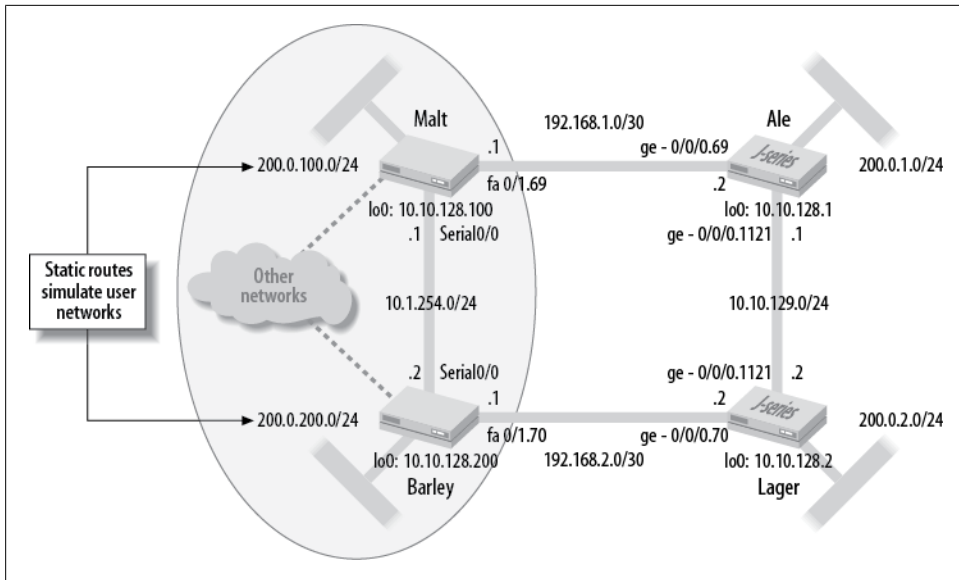 Malt
192.168.1.0/30
Ale
.1
ge - 0/0/0.69
J-series
200.0.100.0/24
200.0.1.0/24
fa 0/1.69
.2
lo0: 10.10.128.100
lo0: 10.10.128.1
.1
Serial0/0
ge - 0/0/0.1121
.1
Static routes
simulate user
networks
Other
networks
10.1.254.0/24
10.10.129.0/24
.2
Serial0/0
ge - 0/0/0.1121
.2
.1
.2
J-series
200.0.200.0/24
200.0.2.0/24
fa 0/1.70
ge - 0/0/0.70
lo0: 10.10.128.200
192.168.2.0/30
lo0: 10.10.128.2
Barley
Lager